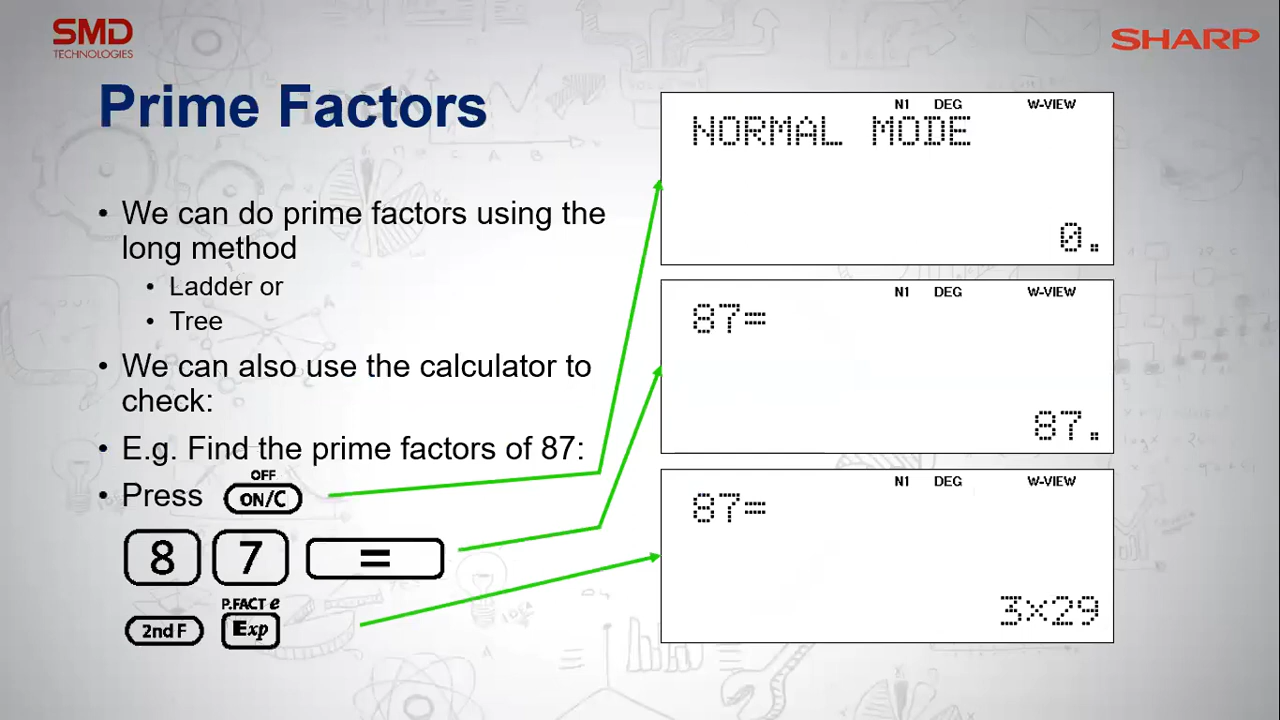 SMD
TECHNOLOGIES
SHARP
Prime Factors
• We can do prime factors using the
long method
• Ladder or
• Tree
• We can also use the calculator to
check:
• E.g. Find the prime factors of 87:
OFF
• Press ON/C
8 7 =
P.FACT e
2nd F Exp
N1 DEG W-VIEW
NORMAL MODE
0.
N1 DEG W-VIEW
87=
87.
N1 DEG W-VIEW
87=
3×29